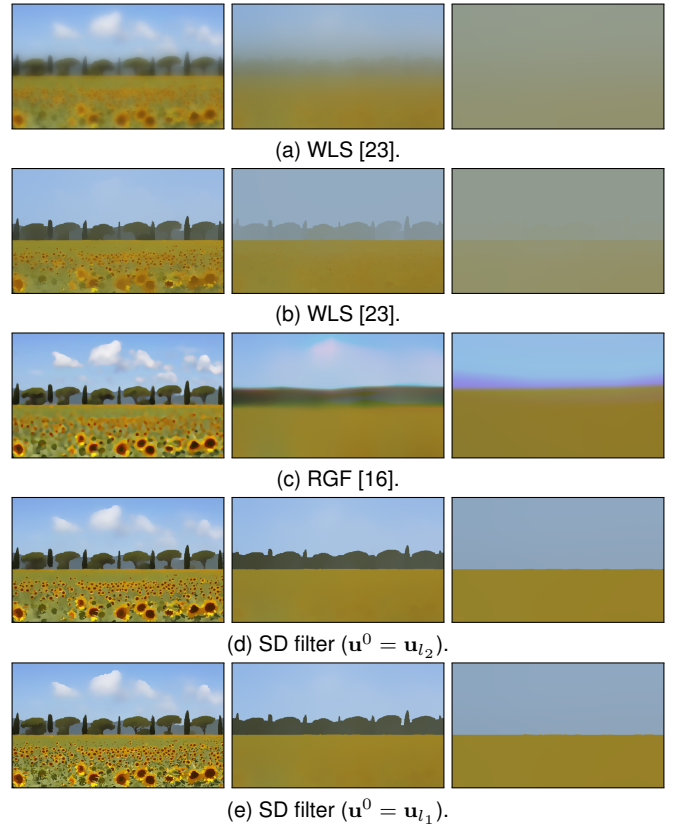 (a) WLS [23].
(b) WLS [23].
(c) RGF [16].
(d) SD filter (u⁰ = u_{l₂}).
(e) SD filter (u⁰ = u_{l₁}).